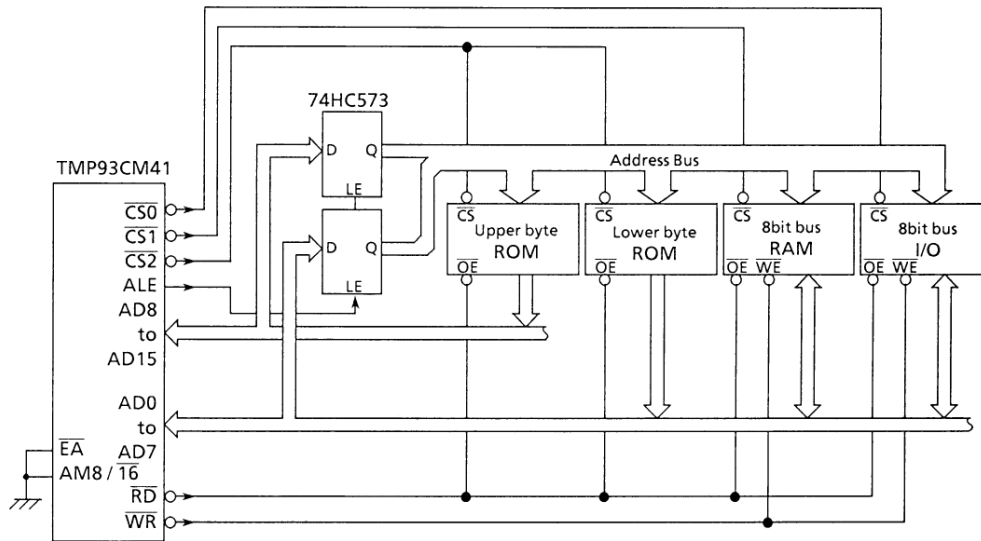 74HC573
D Q
LE
D Q
LE
TMP93CM41
CS0
CS1
CS2
ALE
AD8
to
AD15
AD0
to
AD7
EA
AM8 / 16
RD
WR
Address Bus
CS
Upper byte
ROM
OE
CS
Lower byte
ROM
OE
CS
8bit bus
RAM
OE WE
CS
8bit bus
I/O
OE WE